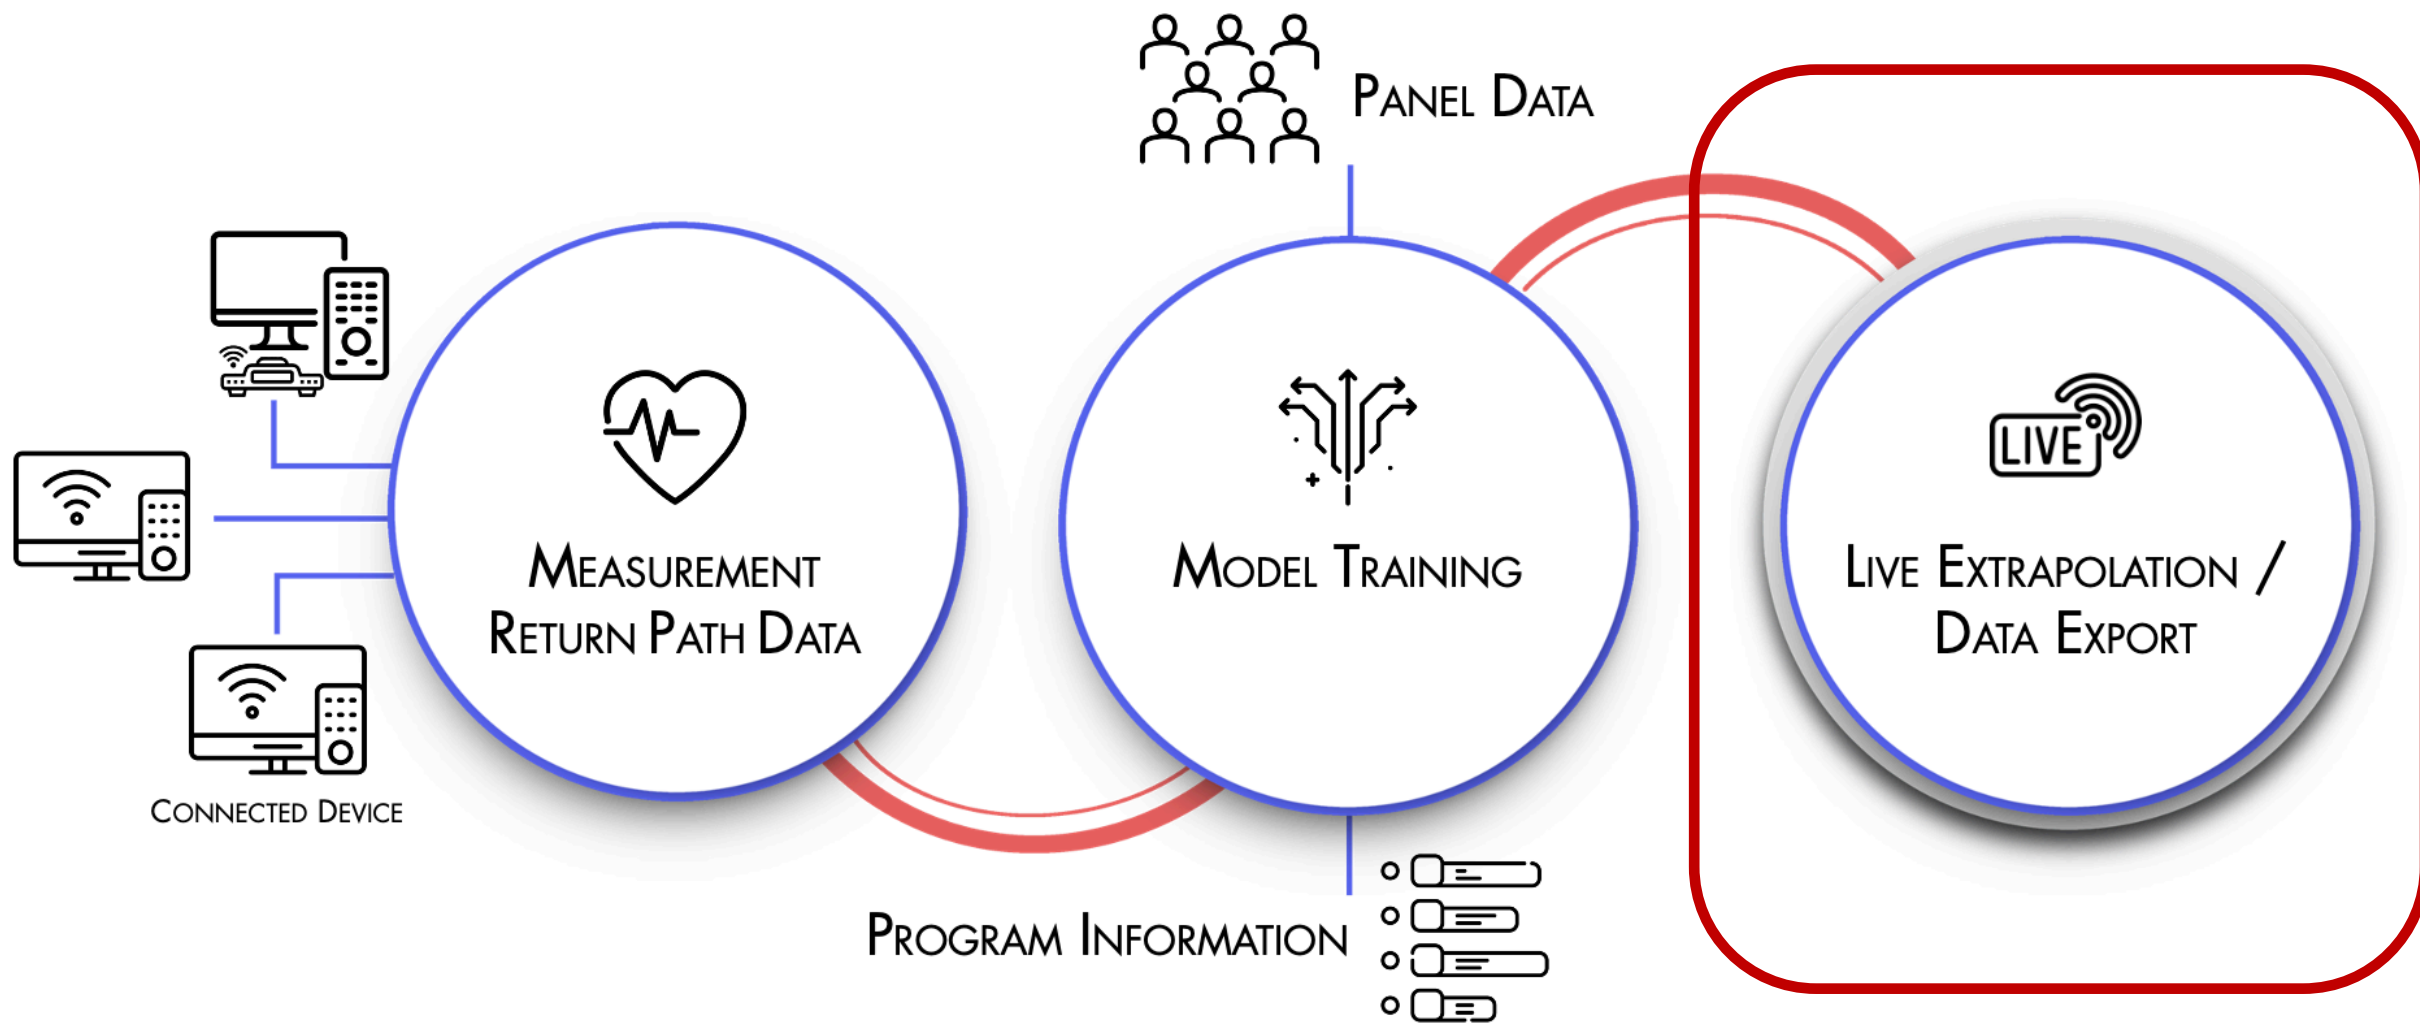 PANEL DATA
MEASUREMENT
RETURN PATH DATA
MODEL TRAINING
LIVE
LIVE EXTRAPOLATION /
DATA EXPORT
CONNECTED DEVICE
PROGRAM INFORMATION